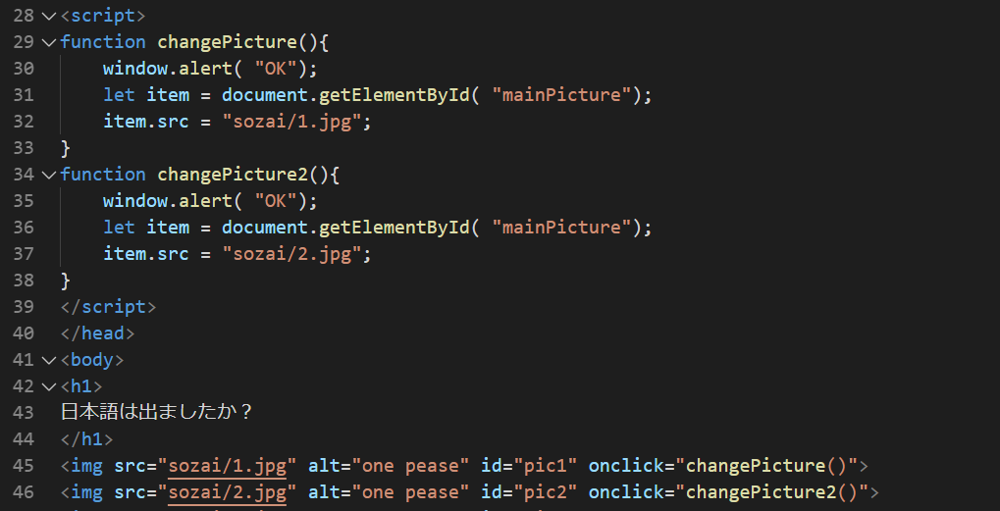 28 <script>
29 function changePicture(){
30 window.alert( "OK");
31 let item = document.getElementById( "mainPicture");
32 item.src = "sozai/1.jpg";
33 }
34 function changePicture2(){
35 window.alert( "OK");
36 let item = document.getElementById( "mainPicture");
37 item.src = "sozai/2.jpg";
38 }
39 </script>
40 </head>
41 <body>
42 <h1>
43 日本語は出ましたか？
44 </h1>
45 <img src="sozai/1.jpg" alt="one pease" id="pic1" onclick="changePicture()">
46 <img src="sozai/2.jpg" alt="one pease" id="pic2" onclick="changePicture2()">